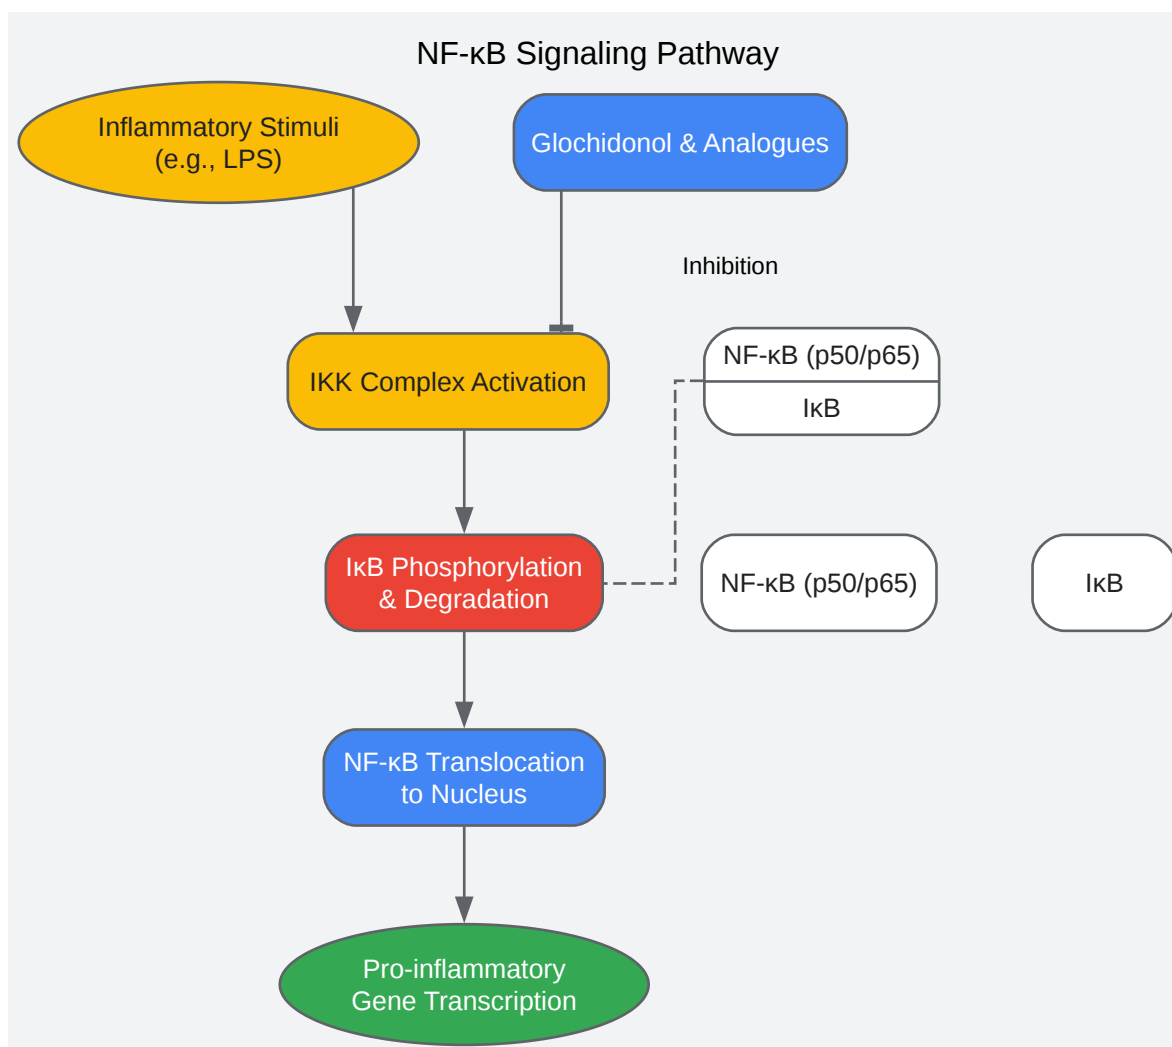 NF-κB Signaling Pathway
Inflammatory Stimuli
(e.g., LPS)
Glochidonol & Analogues
Inhibition
IKK Complex Activation
NF-κB (p50/p65)
IκB
IκB Phosphorylation
& Degradation
NF-κB (p50/p65)
IκB
NF-κB Translocation
to Nucleus
Pro-inflammatory
Gene Transcription